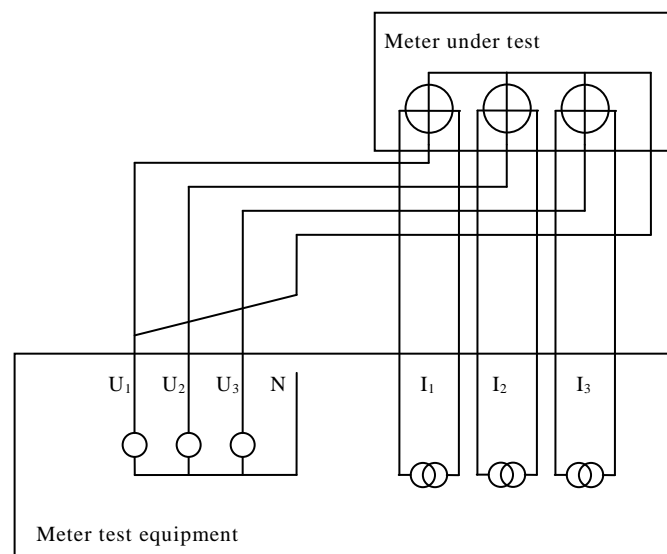 Meter under test
U₁ U₂ U₃ N I₁ I₂ I₃
Meter test equipment